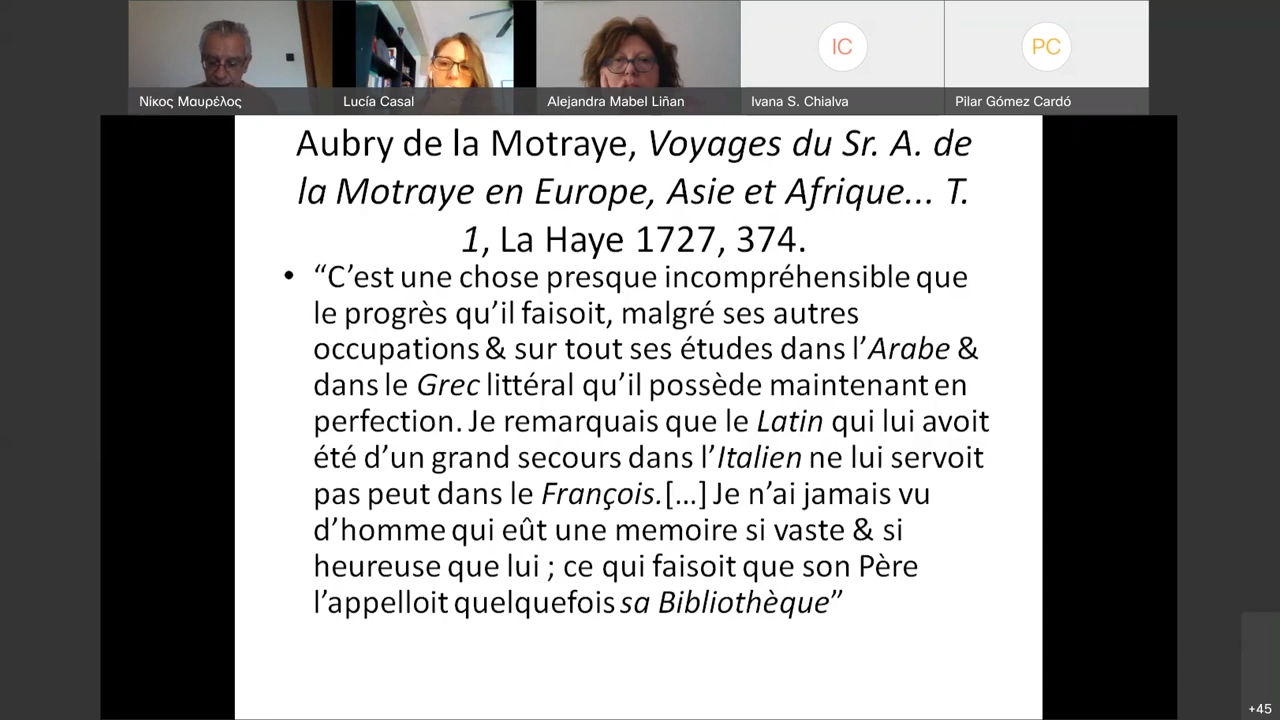 IC
PC
Νίκος Μαυρέλος
Lucía Casal
Alejandra Mabel Liñan
Ivana S. Chialva
Pilar Gómez Cardó
Aubry de la Motraye, Voyages du Sr. A. de
la Motraye en Europe, Asie et Afrique... T.
1, La Haye 1727, 374.
• “C’est une chose presque incompréhensible que
le progrès qu’il faisoit, malgré ses autres
occupations & sur tout ses études dans l’Arabe &
dans le Grec littéral qu’il possède maintenant en
perfection. Je remarquais que le Latin qui lui avoit
été d’un grand secours dans l’Italien ne lui servoit
pas peut dans le François.[…] Je n’ai jamais vu
d’homme qui eût une memoire si vaste & si
heureuse que lui ; ce qui faisoit que son Père
l’appelloit quelquefois sa Bibliothèque”
+45